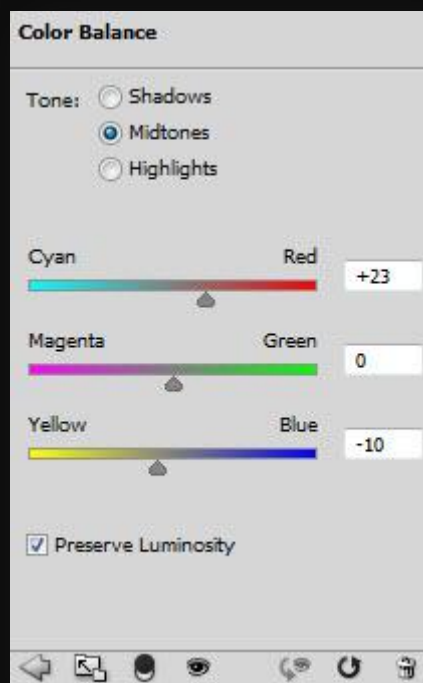 Color Balance
Tone: Shadows
Midtones
Highlights
Cyan Red +23
Magenta Green 0
Yellow Blue -10
Preserve Luminosity